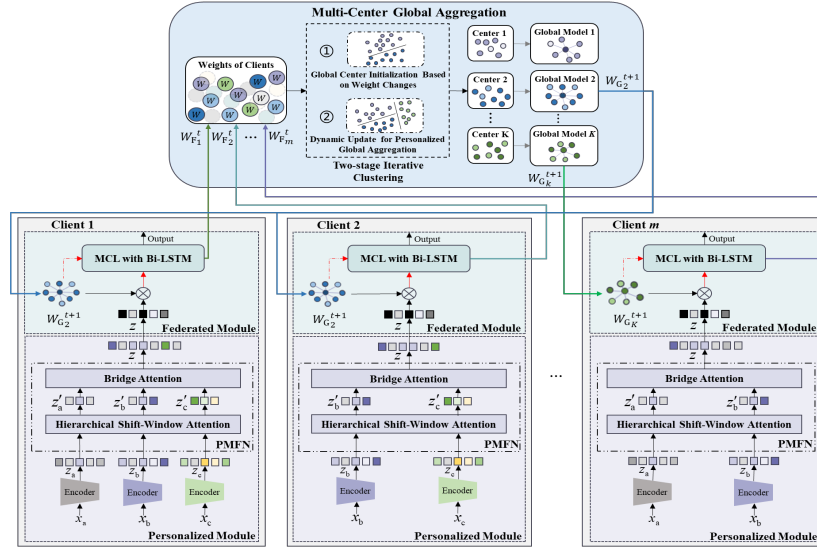 Multi-Center Global Aggregation
Weights of Clients
W W W W W W W W W W
①
Global Center Initialization Based
on Weight Changes
②
Dynamic Update for Personalized
Global Aggregation
Two-stage Iterative
Clustering
Center 1
Global Model 1
Center 2
Global Model 2
Center K
Global Model K
W_{F_1}^t W_{F_2}^t ... W_{F_m}^t
W_{G_2}^{t+1}
W_{G_k}^{t+1}
Client 1
Output
MCL with Bi-LSTM
W_{G_2}^{t+1}
z
Federated Module
z
Bridge Attention
z'_a z'_b z'_c
Hierarchical Shift-Window Attention
PMFN
z_a z_b z_c
Encoder Encoder Encoder
x_a x_b x_c
Personalized Module
Client 2
Output
MCL with Bi-LSTM
W_{G_2}^{t+1}
z
Federated Module
z
Bridge Attention
z'_b z'_c
Hierarchical Shift-Window Attention
PMFN
z_b z_c
Encoder Encoder
x_b x_c
Personalized Module
...
Client m
Output
MCL with Bi-LSTM
W_{G_K}^{t+1}
z
Federated Module
z
Bridge Attention
z'_a z'_b
Hierarchical Shift-Window Attention
PMFN
z_a z_b
Encoder Encoder
x_a x_b
Personalized Module